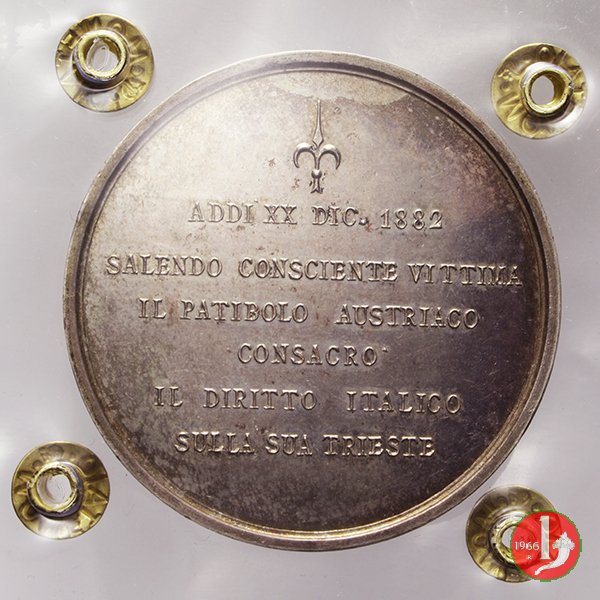 ADDI XX DIC. 1882
SALENDO CONSCIENTE VITTIMA
IL PATIBOLO AUSTRIACO
CONSACRO'
IL DIRITTO ITALICO
SULLA SUA TRIESTE
1966